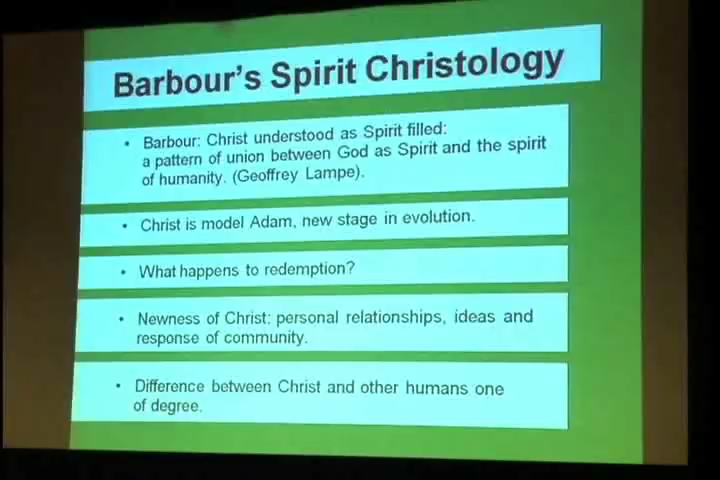 Barbour's Spirit Christology
• Barbour: Christ understood as Spirit filled:
a pattern of union between God as Spirit and the spirit
of humanity. (Geoffrey Lampe).
• Christ is model Adam, new stage in evolution.
• What happens to redemption?
• Newness of Christ: personal relationships, ideas and
response of community.
• Difference between Christ and other humans one
of degree.